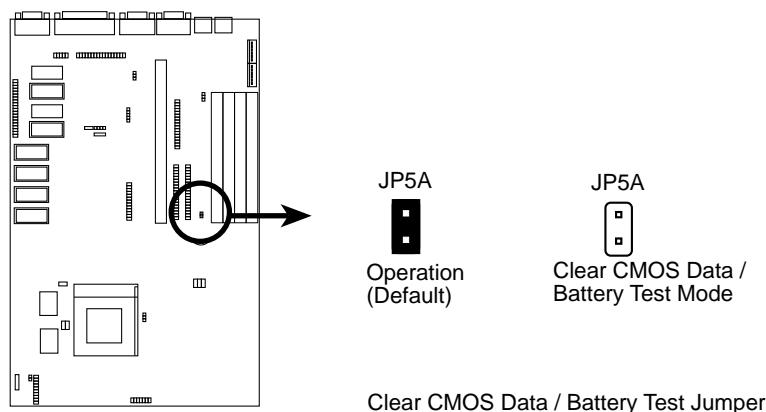 JP5A
Operation
(Default)
JP5A
Clear CMOS Data /
Battery Test Mode
Clear CMOS Data / Battery Test Jumper